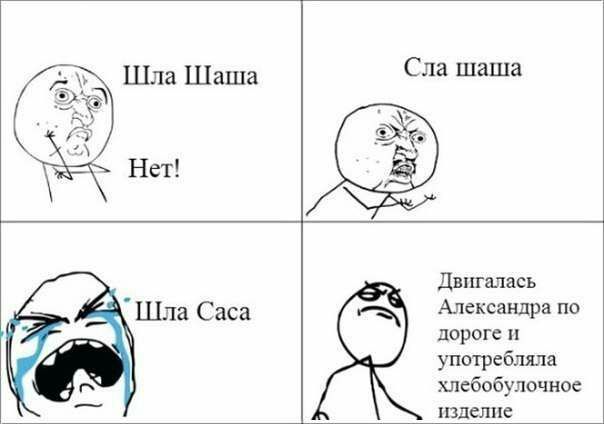 Шла Шаша
Нет!
Сла шаша
Шла Саса
Двигалась
Александра по
дороге и
употребляла
хлебобулочное
изделие